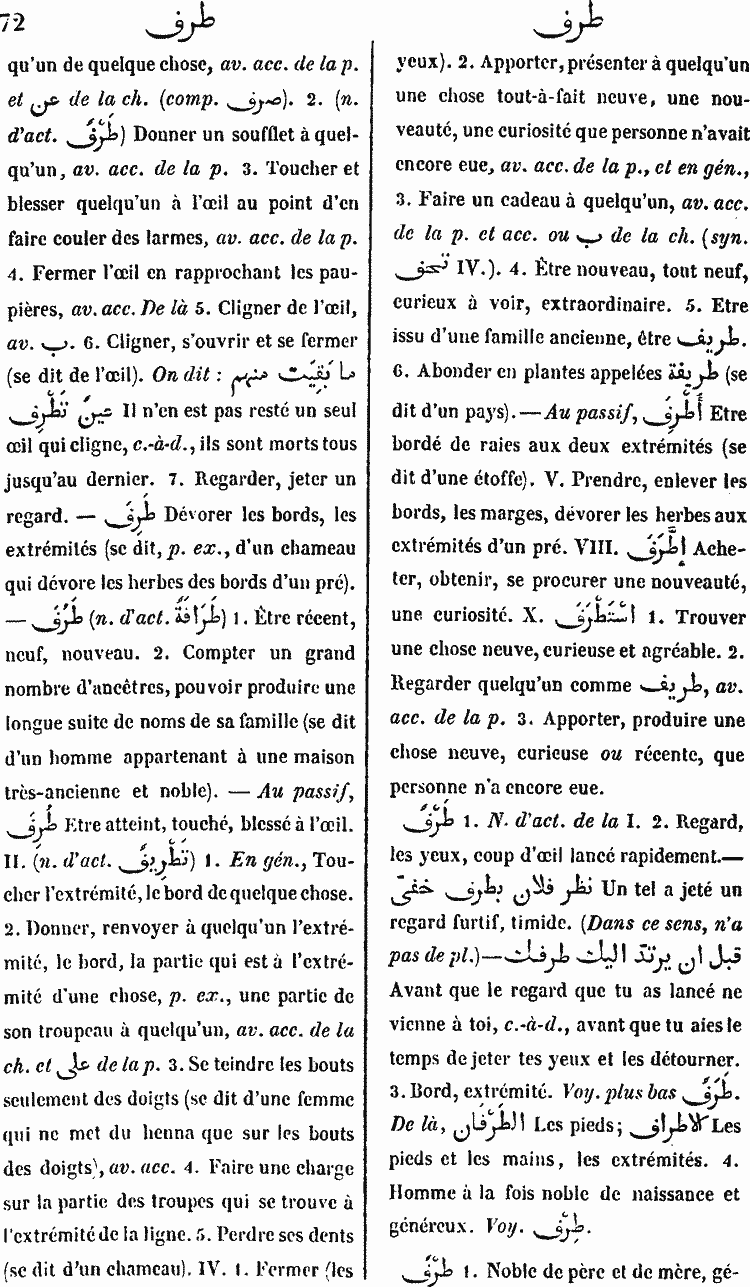 72
طرف
طرف
qu'un de quelque chose, av. acc. de la p.
et عن de la ch. (comp. صرف). 2. (n.
d'act. طَرْفٌ) Donner un soufflet à quel-
qu'un, av. acc. de la p. 3. Toucher et
blesser quelqu'un à l'œil au point d'en
faire couler des larmes, av. acc. de la p.
4. Fermer l'œil en rapprochant les pau-
pières, av. acc. De là 5. Cligner de l'œil,
av. ب. 6. Cligner, s'ouvrir et se fermer
(se dit de l'œil). On dit : ما بَقِيَتْ منهم
عينٌ تَطْرِف Il n'en est pas resté un seul
œil qui cligne, c.-à-d., ils sont morts tous
jusqu'au dernier. 7. Regarder, jeter un
regard. — طَرِفَ Dévorer les bords, les
extrémités (se dit, p. ex., d'un chameau
qui dévore les herbes des bords d'un pré).
— طَرُفَ (n. d'act. طَرَافَةٌ) 1. Être récent,
neuf, nouveau. 2. Compter un grand
nombre d'ancêtres, pouvoir produire une
longue suite de noms de sa famille (se dit
d'un homme appartenant à une maison
très-ancienne et noble). — Au passif,
طُرِفَ Etre atteint, touché, blessé à l'œil.
II. (n. d'act. تَطْرِيفٌ) 1. En gén., Tou-
cher l'extrémité, le bord de quelque chose.
2. Donner, renvoyer à quelqu'un l'extré-
mité, le bord, la partie qui est à l'extré-
mité d'une chose, p. ex., une partie de
son troupeau à quelqu'un, av. acc. de la
ch. et على de la p. 3. Se teindre les bouts
seulement des doigts (se dit d'une femme
qui ne met du henna que sur les bouts
des doigts), av. acc. 4. Faire une charge
sur la partie des troupes qui se trouve à
l'extrémité de la ligne. 5. Perdre ses dents
(se dit d'un chameau). IV. 1. Fermer (les
yeux). 2. Apporter, présenter à quelqu'un
une chose tout-à-fait neuve, une nou-
veauté, une curiosité que personne n'avait
encore eue, av. acc. de la p., et en gén.,
3. Faire un cadeau à quelqu'un, av. acc.
de la p. et acc. ou ب de la ch. (syn.
تحف IV.). 4. Être nouveau, tout neuf,
curieux à voir, extraordinaire. 5. Etre
issu d'une famille ancienne, être طريف.
6. Abonder en plantes appelées طريفة (se
dit d'un pays). — Au passif, أُطْرِفَ Etre
bordé de raies aux deux extrémités (se
dit d'une étoffe). V. Prendre, enlever les
bords, les marges, dévorer les herbes aux
extrémités d'un pré. VIII. اِطَّرَفَ Ache-
ter, obtenir, se procurer une nouveauté,
une curiosité. X. اسْتَطْرَفَ 1. Trouver
une chose neuve, curieuse et agréable. 2.
Regarder quelqu'un comme طريف, av.
acc. de la p. 3. Apporter, produire une
chose neuve, curieuse ou récente, que
personne n'a encore eue.
طَرْفٌ 1. N. d'act. de la I. 2. Regard,
les yeux, coup d'œil lancé rapidement.—
نظر فلان بطرف خفىّ Un tel a jeté un
regard furtif, timide. (Dans ce sens, n'a
pas de pl.)— قبل ان يرتدّ اليك طرفك
Avant que le regard que tu as lancé ne
vienne à toi, c.-à-d., avant que tu aies le
temps de jeter tes yeux et les détourner.
3. Bord, extrémité. Voy. plus bas طَرَفٌ.
De là, الطَرْفَان Les pieds; الاطراف Les
pieds et les mains, les extrémités. 4.
Homme à la fois noble de naissance et
généreux. Voy. طِرْفٌ.
طِرْفٌ 1. Noble de père et de mère, gé-